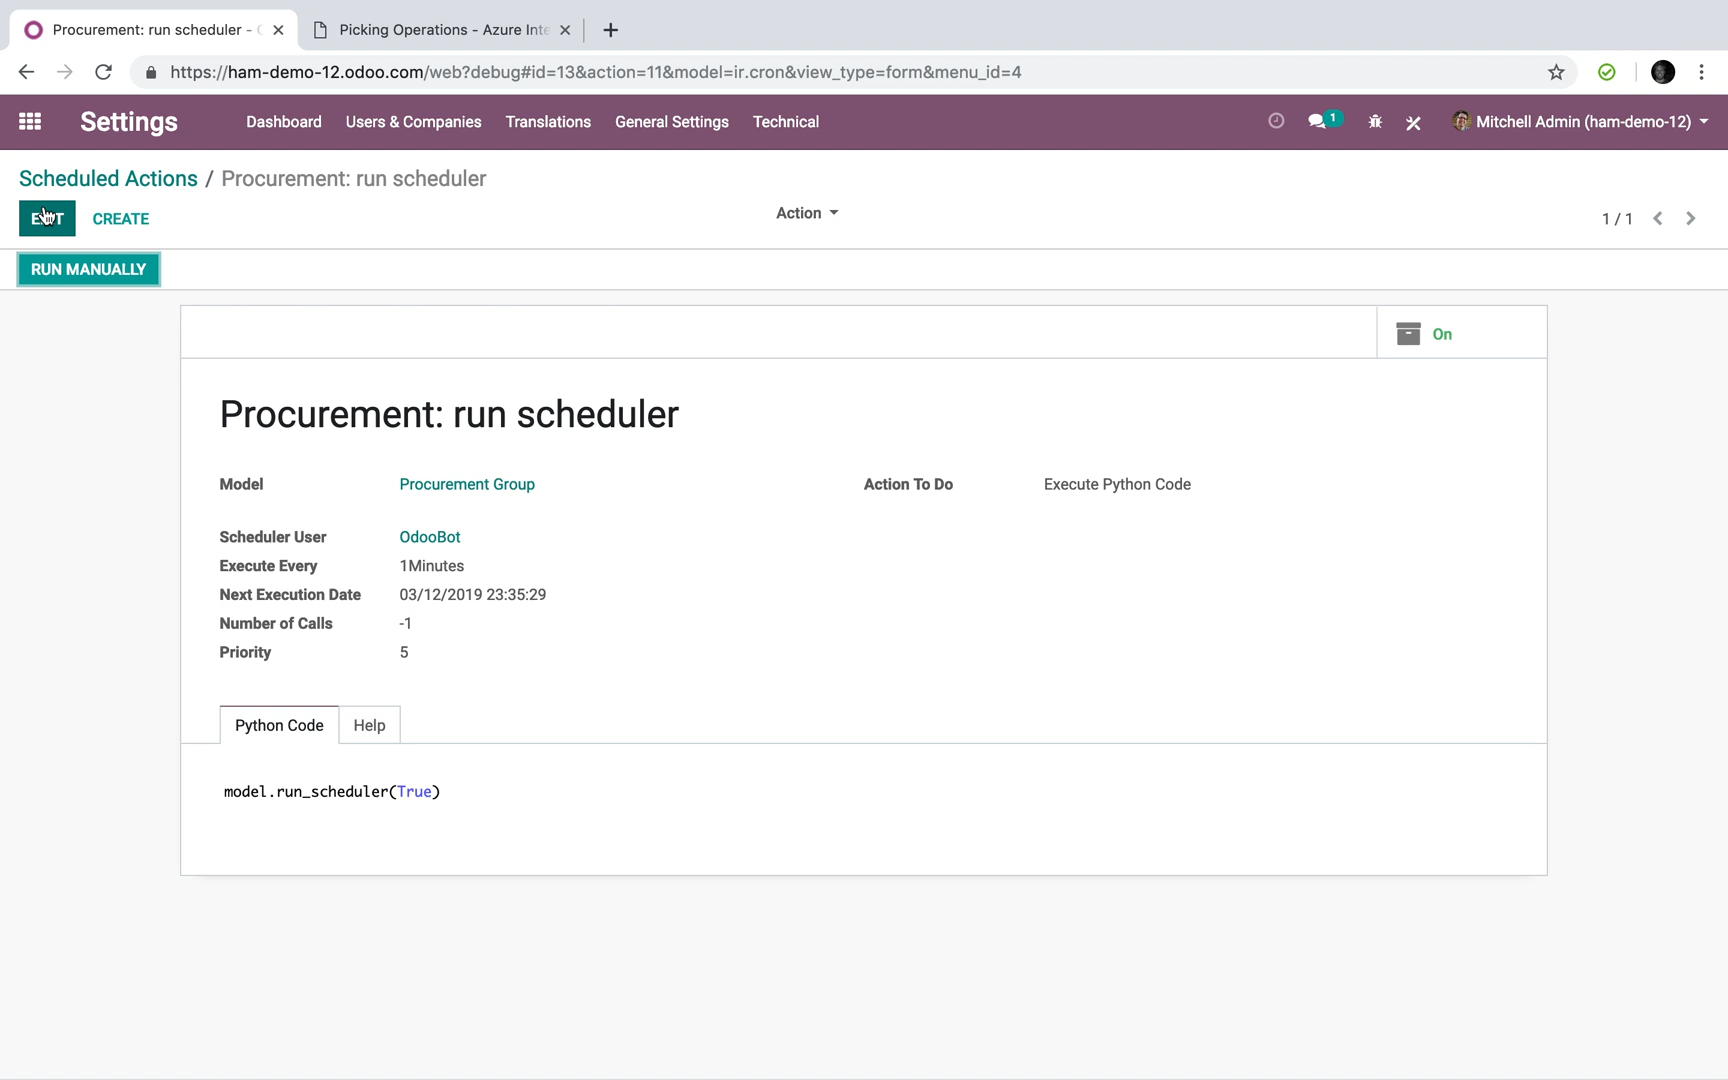 Procurement: run scheduler -
Picking Operations - Azure Inte
https://ham-demo-12.odoo.com/web?debug#id=13&action=11&model=ir.cron&view_type=form&menu_id=4
Settings
Dashboard
Users & Companies
Translations
General Settings
Technical
1
Mitchell Admin (ham-demo-12)
Scheduled Actions / Procurement: run scheduler
CREATE
Action
1 / 1
RUN MANUALLY
On
Procurement: run scheduler
Model Procurement Group
Action To Do Execute Python Code
Scheduler User OdooBot
Execute Every 1Minutes
Next Execution Date 03/12/2019 23:35:29
Number of Calls -1
Priority 5
Python Code
Help
model.run_scheduler(True)